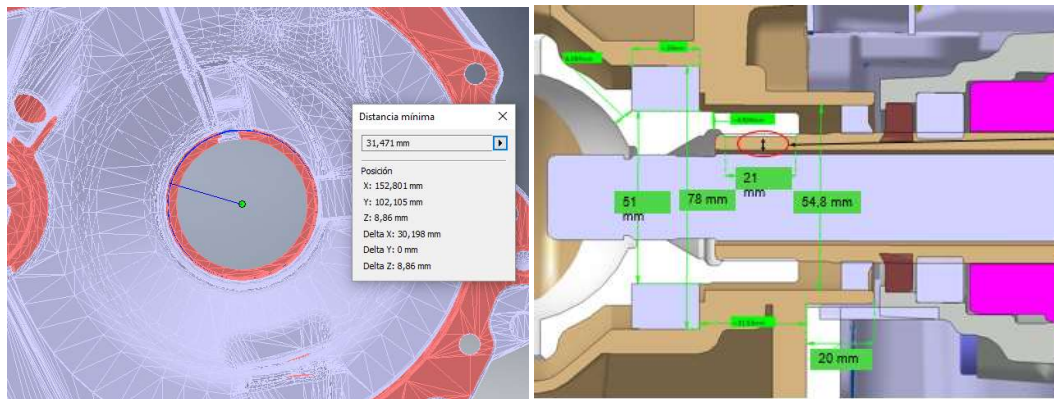 Distancia mínima
31,471 mm
Posición
X: 152,801 mm
Y: 102,105 mm
Z: 8,86 mm
Delta X: 30,198 mm
Delta Y: 0 mm
Delta Z: 8,86 mm
51
mm
78 mm
21
mm
54,8 mm
20 mm